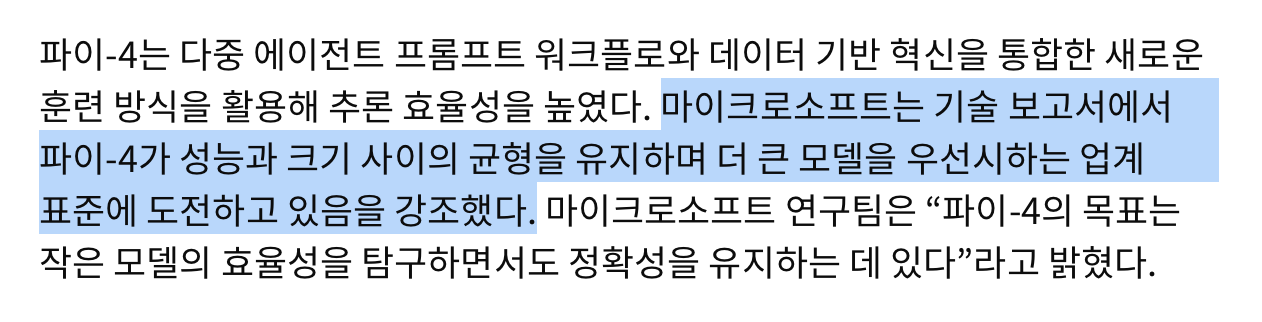 파이-4는 다중 에이전트 프롬프트 워크플로와 데이터 기반 혁신을 통합한 새로운
훈련 방식을 활용해 추론 효율성을 높였다. 마이크로소프트는 기술 보고서에서
파이-4가 성능과 크기 사이의 균형을 유지하며 더 큰 모델을 우선시하는 업계
표준에 도전하고 있음을 강조했다. 마이크로소프트 연구팀은 “파이-4의 목표는
작은 모델의 효율성을 탐구하면서도 정확성을 유지하는 데 있다”라고 밝혔다.